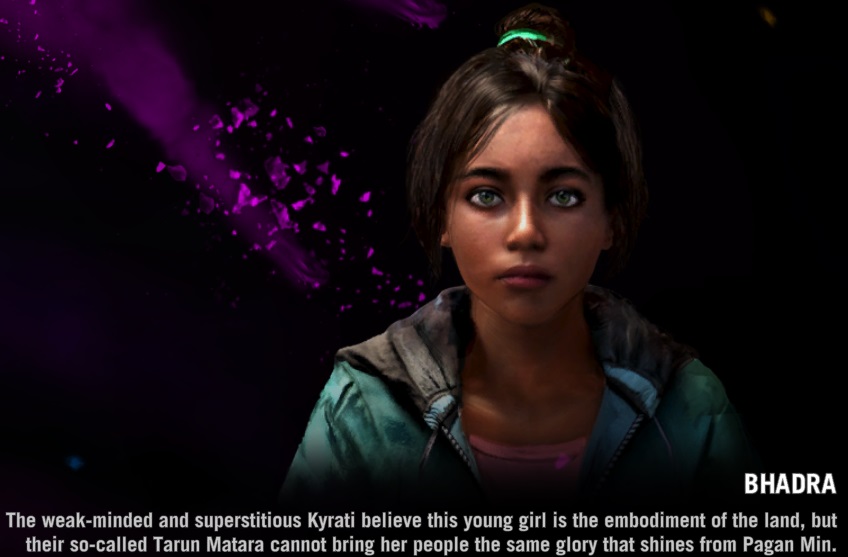 BHADRA
The weak-minded and superstitious Kyrati believe this young girl is the embodiment of the land, but
their so-called Tarun Matara cannot bring her people the same glory that shines from Pagan Min.